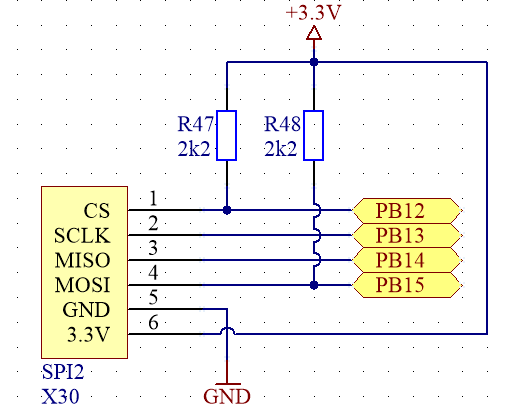 +3.3V
R47 R48
2k2 2k2
1
CS PB12
2
SCLK PB13
3
MISO PB14
4
MOSI PB15
5
GND
6
3.3V
SPI2
X30 GND